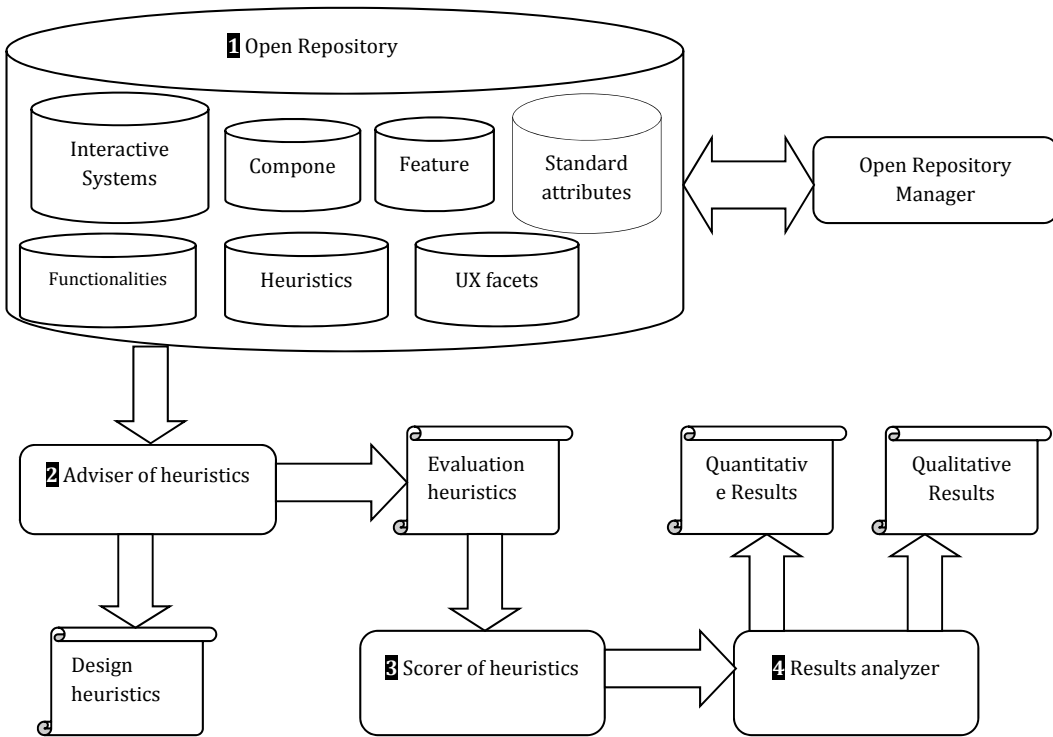 1 Open Repository
Interactive
Systems
Compone
Feature
Standard
attributes
Open Repository
Manager
Functionalities
Heuristics
UX facets
2 Adviser of heuristics
Evaluation
heuristics
Quantitativ
e Results
Qualitative
Results
Design
heuristics
3 Scorer of heuristics
4 Results analyzer